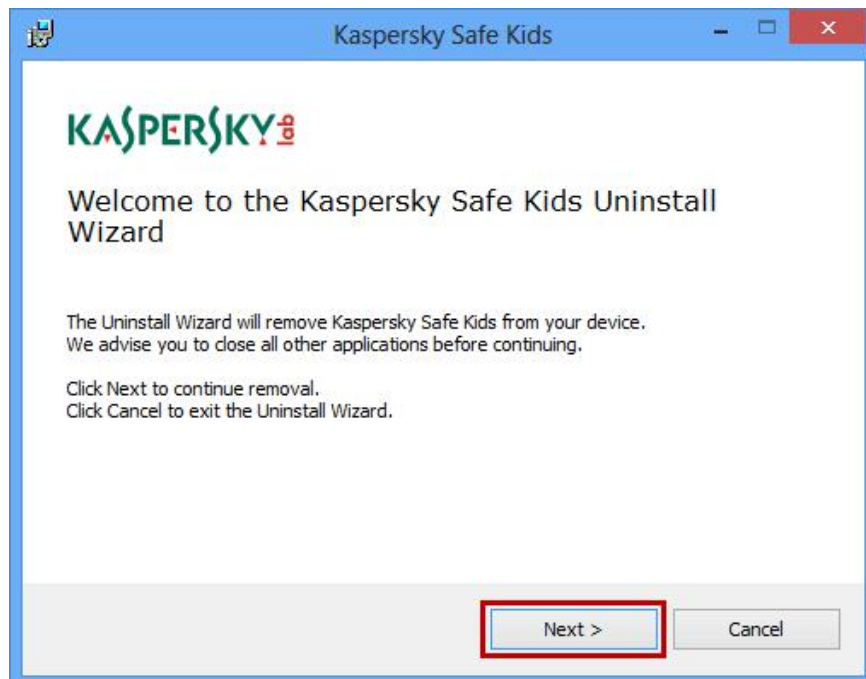 Kaspersky Safe Kids
KASPERSKY lab
Welcome to the Kaspersky Safe Kids Uninstall
Wizard
The Uninstall Wizard will remove Kaspersky Safe Kids from your device.
We advise you to close all other applications before continuing.
Click Next to continue removal.
Click Cancel to exit the Uninstall Wizard.
Next > Cancel